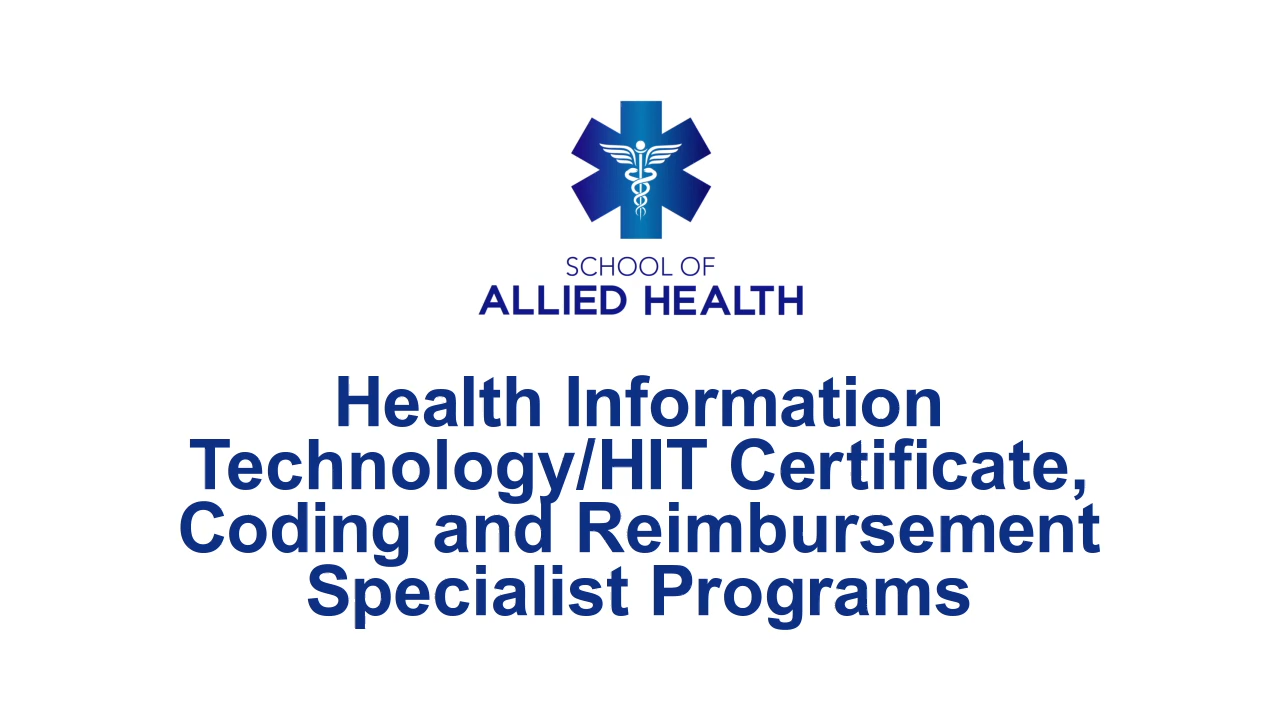 SCHOOL OF
ALLIED HEALTH
Health Information
Technology/HIT Certificate,
Coding and Reimbursement
Specialist Programs